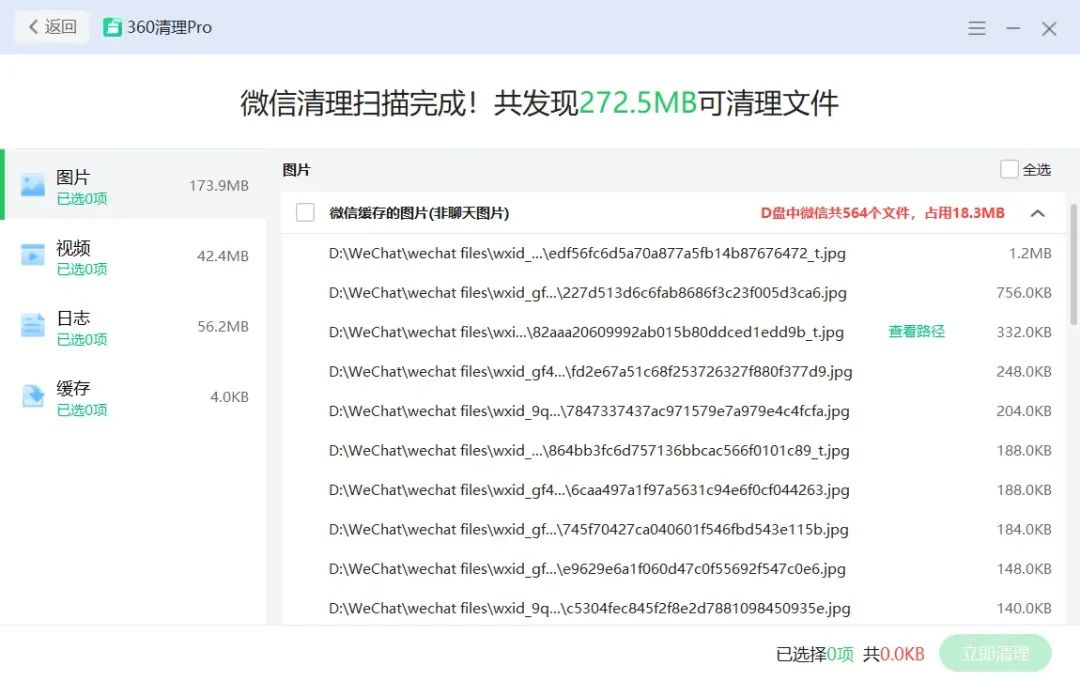 返回 360清理Pro
微信清理扫描完成！共发现272.5MB可清理文件
图片
已选0项
173.9MB
视频
已选0项
42.4MB
日志
已选0项
56.2MB
缓存
已选0项
4.0KB
图片 全选
微信缓存的图片(非聊天图片) D盘中微信共564个文件，占用18.3MB
D:\WeChat\wechat files\wxid_...\edf56fc6d5a70a877a5fb14b87676472_t.jpg 1.2MB
D:\WeChat\wechat files\wxid_gf...\227d513d6c6fab8686f3c23f005d3ca6.jpg 756.0KB
D:\WeChat\wechat files\wxi...\82aaa20609992ab015b80ddced1edd9b_t.jpg 查看路径 332.0KB
D:\WeChat\wechat files\wxid_gf4...\fd2e67a51c68f253726327f880f377d9.jpg 248.0KB
D:\WeChat\wechat files\wxid_9q...\7847337437ac971579e7a979e4c4fcfa.jpg 204.0KB
D:\WeChat\wechat files\wxid_...\864bb3fc6d757136bbcac566f0101c89_t.jpg 188.0KB
D:\WeChat\wechat files\wxid_gf4...\6caa497a1f97a5631c94e6f0cf044263.jpg 188.0KB
D:\WeChat\wechat files\wxid_gf...\745f70427ca040601f546fbd543e115b.jpg 184.0KB
D:\WeChat\wechat files\wxid_gf...\e9629e6a1f060d47c0f55692f547c0e6.jpg 148.0KB
D:\WeChat\wechat files\wxid_9q...\c5304fec845f2f8e2d7881098450935e.jpg 140.0KB
已选择0项 共0.0KB 立即清理